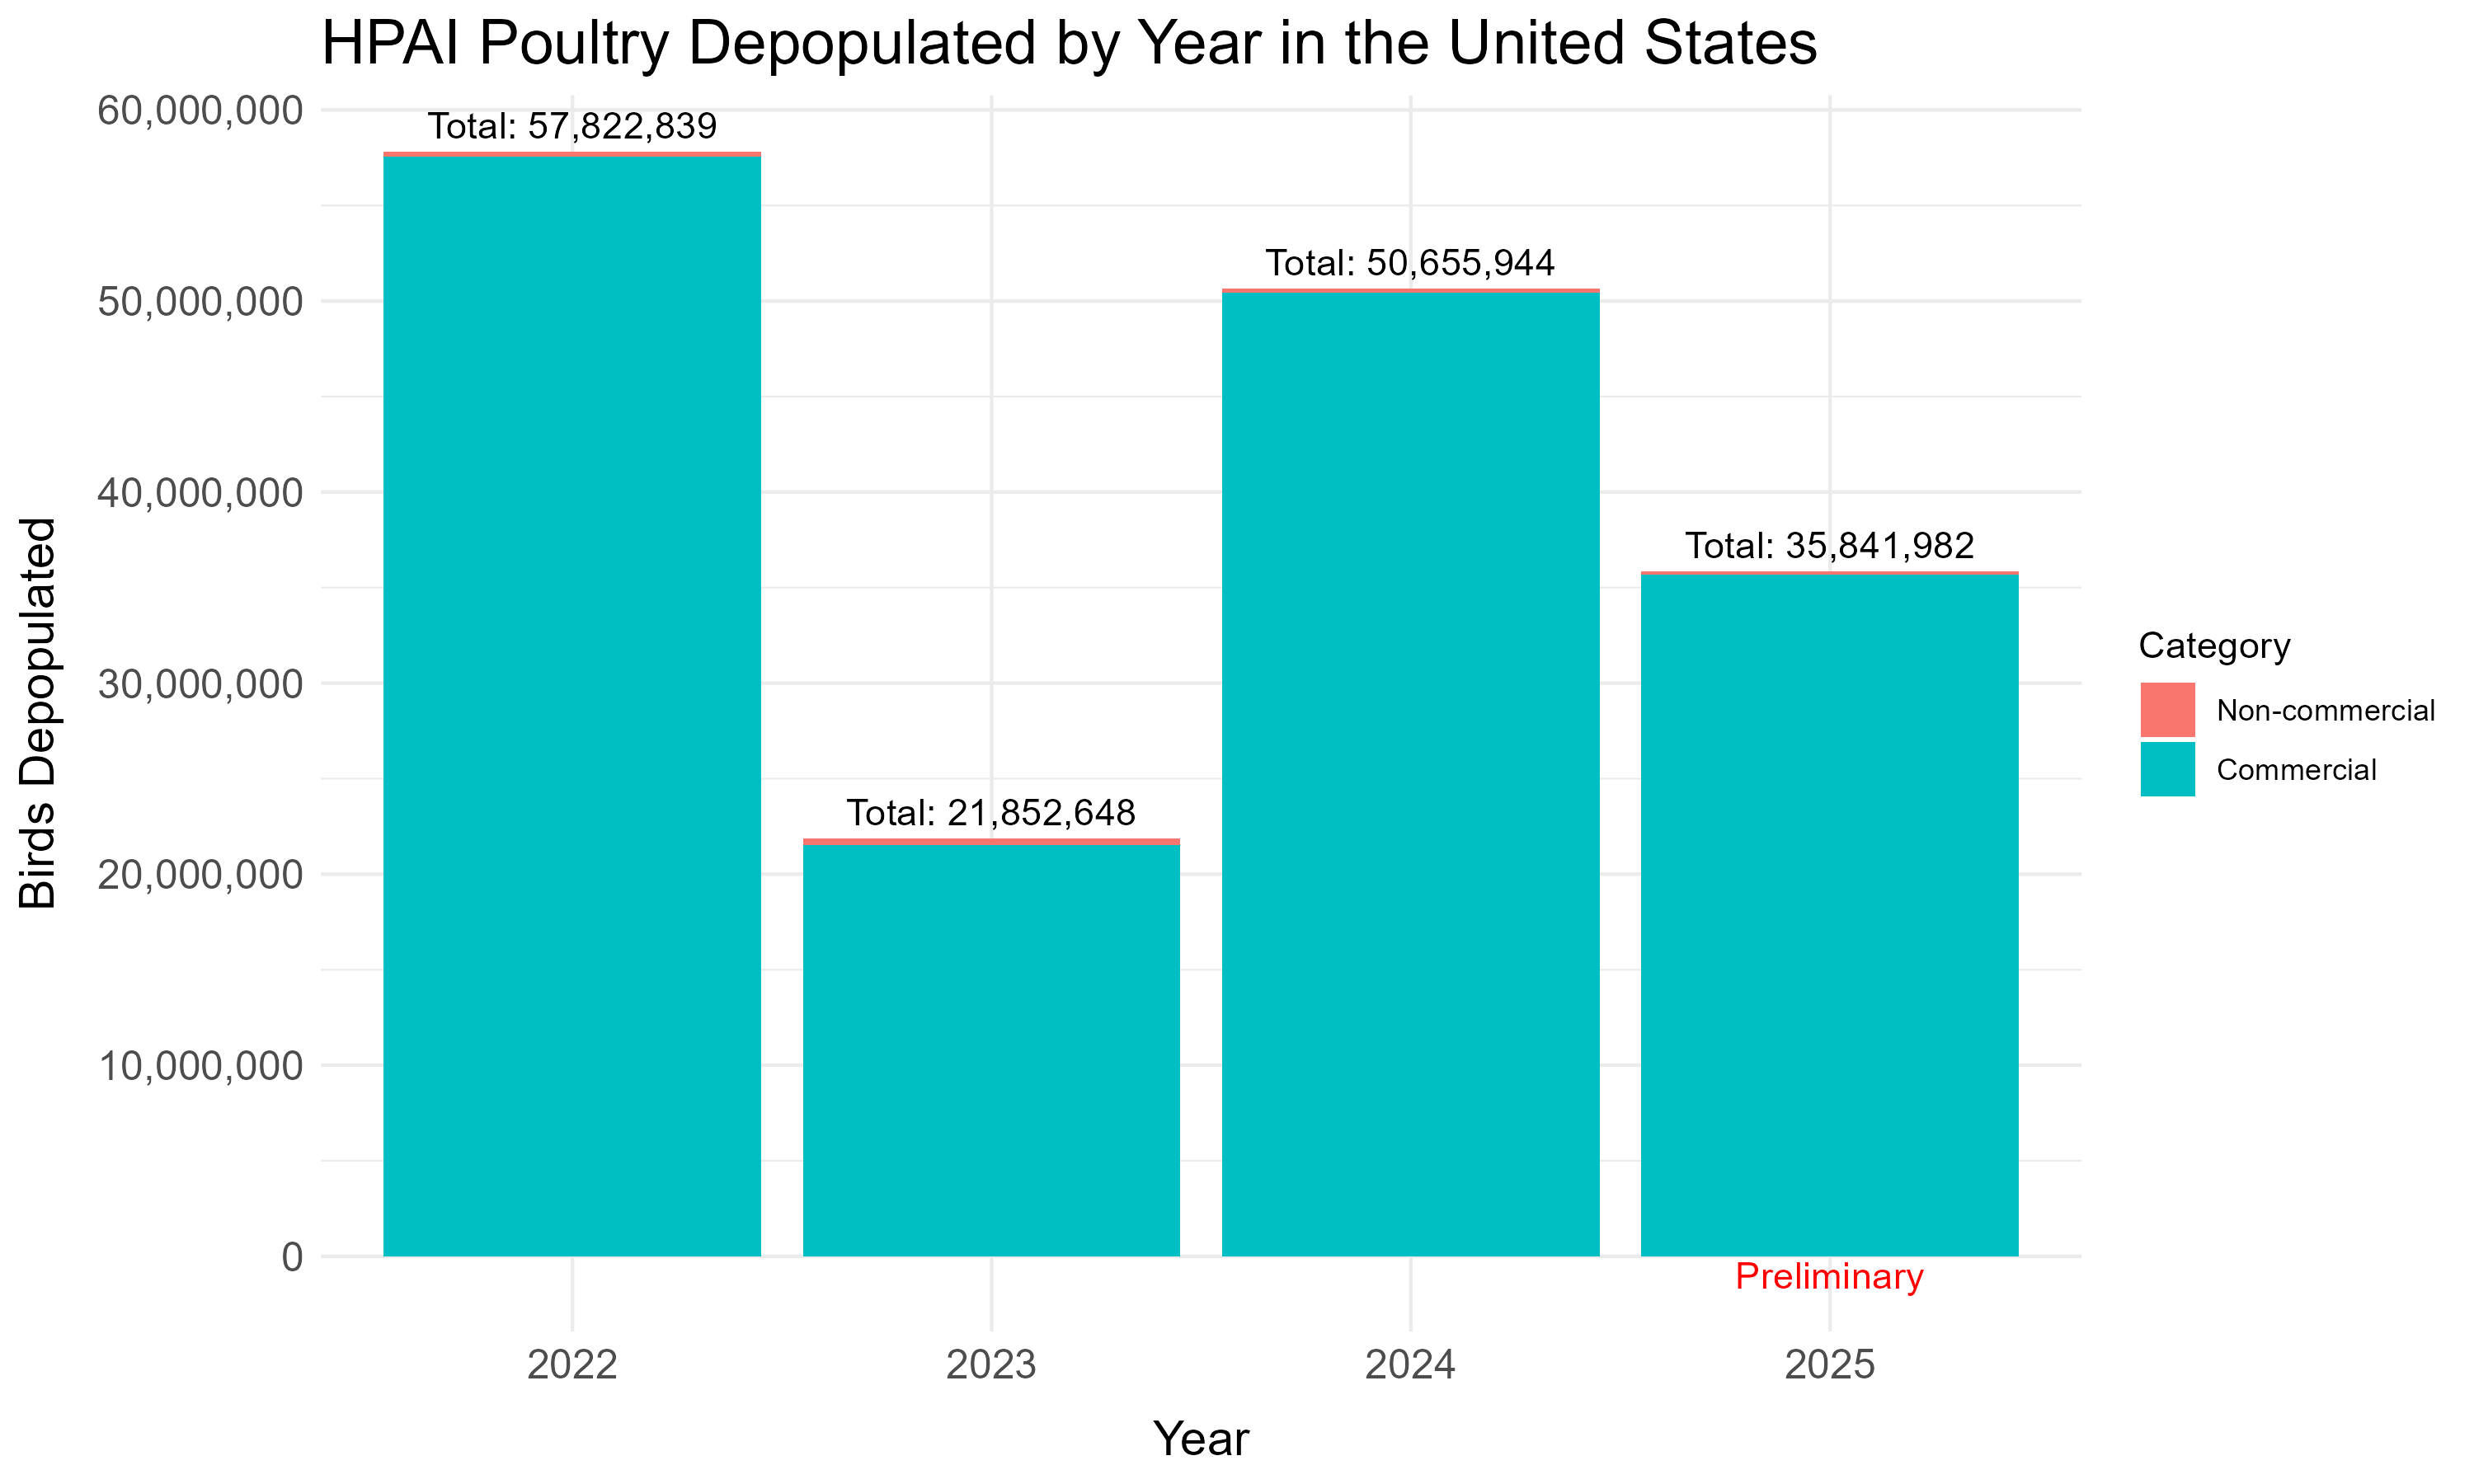 HPAI Poultry Depopulated by Year in the United States
60,000,000
50,000,000
40,000,000
30,000,000
20,000,000
10,000,000
0
Birds Depopulated
Total: 57,822,839
Total: 21,852,648
Total: 50,655,944
Total: 35,841,982
Preliminary
2022
2023
2024
2025
Year
Category
Non-commercial
Commercial